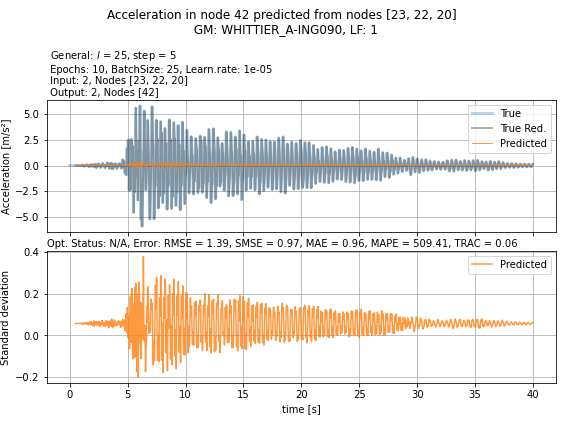 Acceleration in node 42 predicted from nodes [23, 22, 20]
GM: WHITTIER_A-ING090, LF: 1
General: l = 25, step = 5
Epochs: 10, BatchSize: 25, Learn.rate: 1e-05
Input: 2, Nodes [23, 22, 20]
Output: 2, Nodes [42]
Acceleration [m/s²]
5.0
2.5
0.0
−2.5
−5.0
True
True Red.
Predicted
Opt. Status: N/A, Error: RMSE = 1.39, SMSE = 0.97, MAE = 0.96, MAPE = 509.41, TRAC = 0.06
Standard deviation
0.4
0.2
0.0
−0.2
Predicted
0 5 10 15 20 25 30 35 40
time [s]